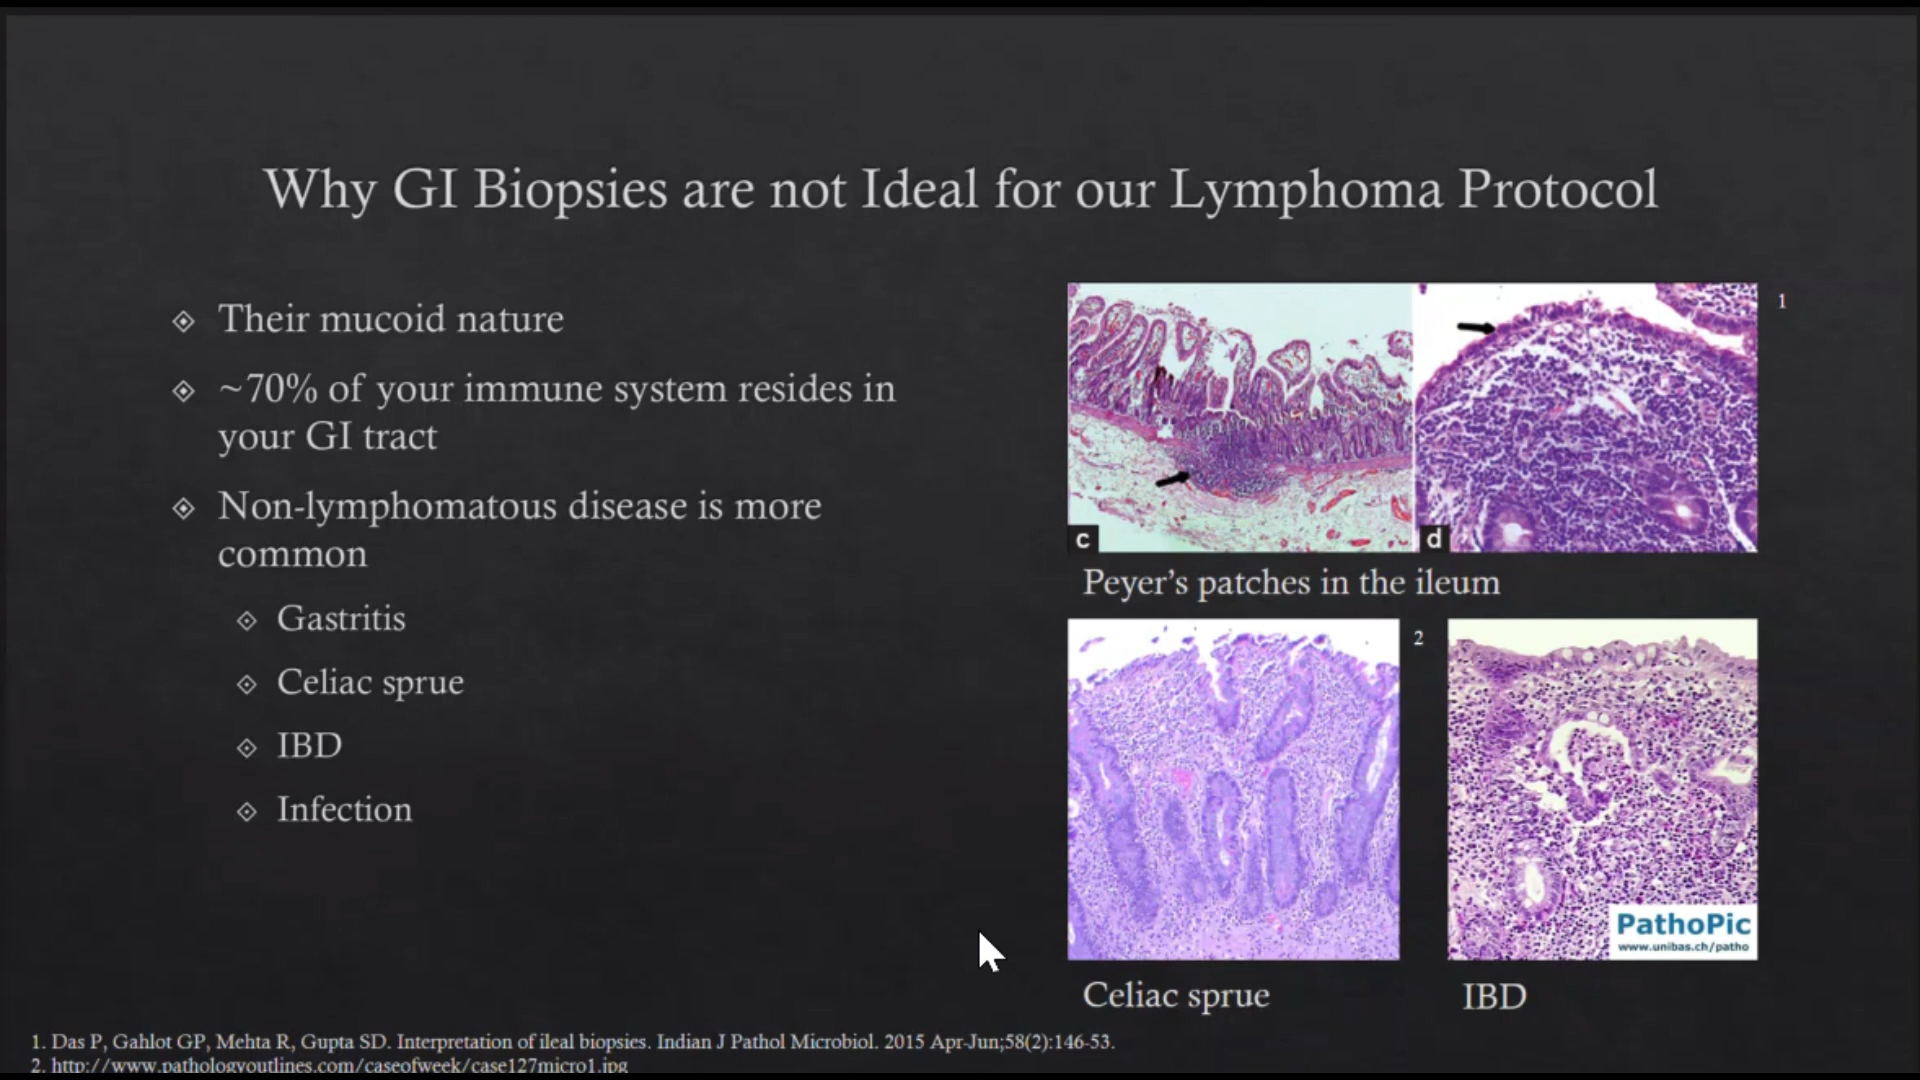 Why GI Biopsies are not Ideal for our Lymphoma Protocol
Their mucoid nature
~70% of your immune system resides in
your GI tract
Non-lymphomatous disease is more
common
Gastritis
Celiac sprue
IBD
Infection
1
c
d
Peyer's patches in the ileum
2
PathoPic
www.unibas.ch/patho
Celiac sprue
IBD
1. Das P, Gahlot GP, Mehta R, Gupta SD. Interpretation of ileal biopsies. Indian J Pathol Microbiol. 2015 Apr-Jun;58(2):146-53.
2. http://www.pathologyoutlines.com/caseofweek/case127micro1.jpg